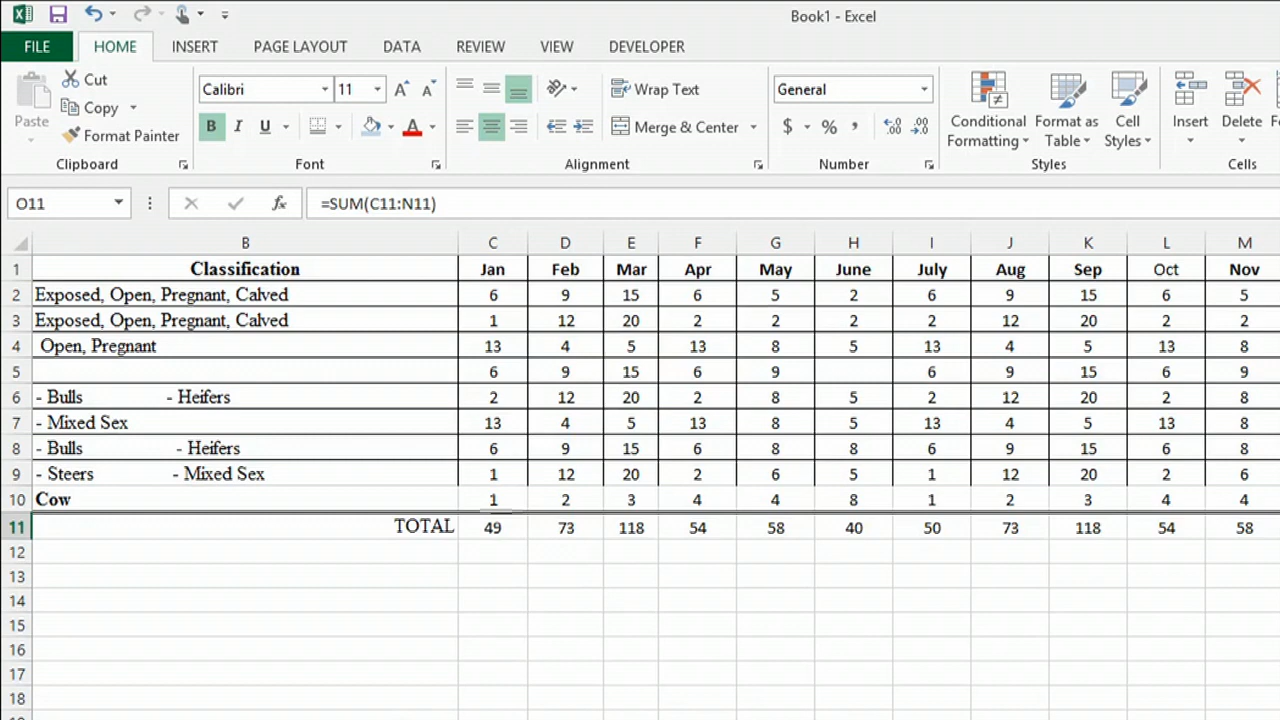 Book1 - Excel
FILE HOME INSERT PAGE LAYOUT DATA REVIEW VIEW DEVELOPER
Paste
Cut
Copy
Format Painter
Clipboard
Calibri 11
B I U
Font
Wrap Text
Merge & Center
Alignment
General
$ % ,
Number
Conditional Formatting
Format as Table
Cell Styles
Styles
Insert
Delete
Cells
O11 fx =SUM(C11:N11)
B C D E F G H I J K L M
1 Classification Jan Feb Mar Apr May June July Aug Sep Oct Nov
2 Exposed, Open, Pregnant, Calved 6 9 15 6 5 2 6 9 15 6 5
3 Exposed, Open, Pregnant, Calved 1 12 20 2 2 2 2 12 20 2 2
4 Open, Pregnant 13 4 5 13 8 5 13 4 5 13 8
5 6 9 15 6 9 6 9 15 6 9
6 - Bulls - Heifers 2 12 20 2 8 5 2 12 20 2 8
7 - Mixed Sex 13 4 5 13 8 5 13 4 5 13 8
8 - Bulls - Heifers 6 9 15 6 8 8 6 9 15 6 8
9 - Steers - Mixed Sex 1 12 20 2 6 5 1 12 20 2 6
10 Cow 1 2 3 4 4 8 1 2 3 4 4
11 TOTAL 49 73 118 54 58 40 50 73 118 54 58
12
13
14
15
16
17
18